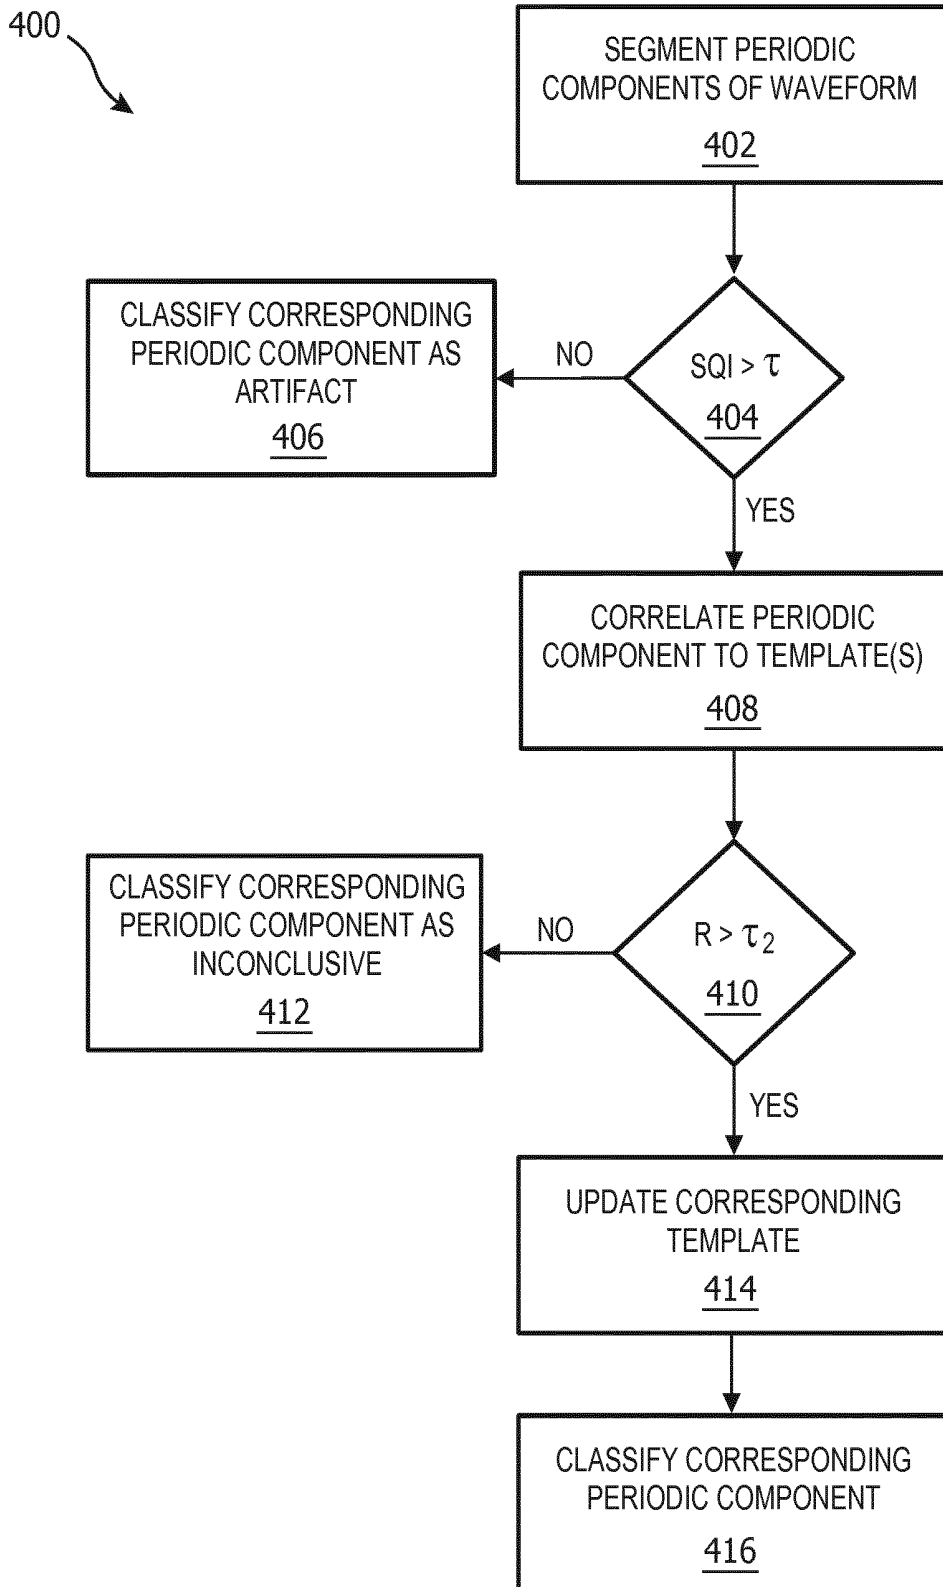 400
SEGMENT PERIODIC
COMPONENTS OF WAVEFORM
402
SQI > τ
404
NO
CLASSIFY CORRESPONDING
PERIODIC COMPONENT AS
ARTIFACT
406
YES
CORRELATE PERIODIC
COMPONENT TO TEMPLATE(S)
408
R > τ₂
410
NO
CLASSIFY CORRESPONDING
PERIODIC COMPONENT AS
INCONCLUSIVE
412
YES
UPDATE CORRESPONDING
TEMPLATE
414
CLASSIFY CORRESPONDING
PERIODIC COMPONENT
416